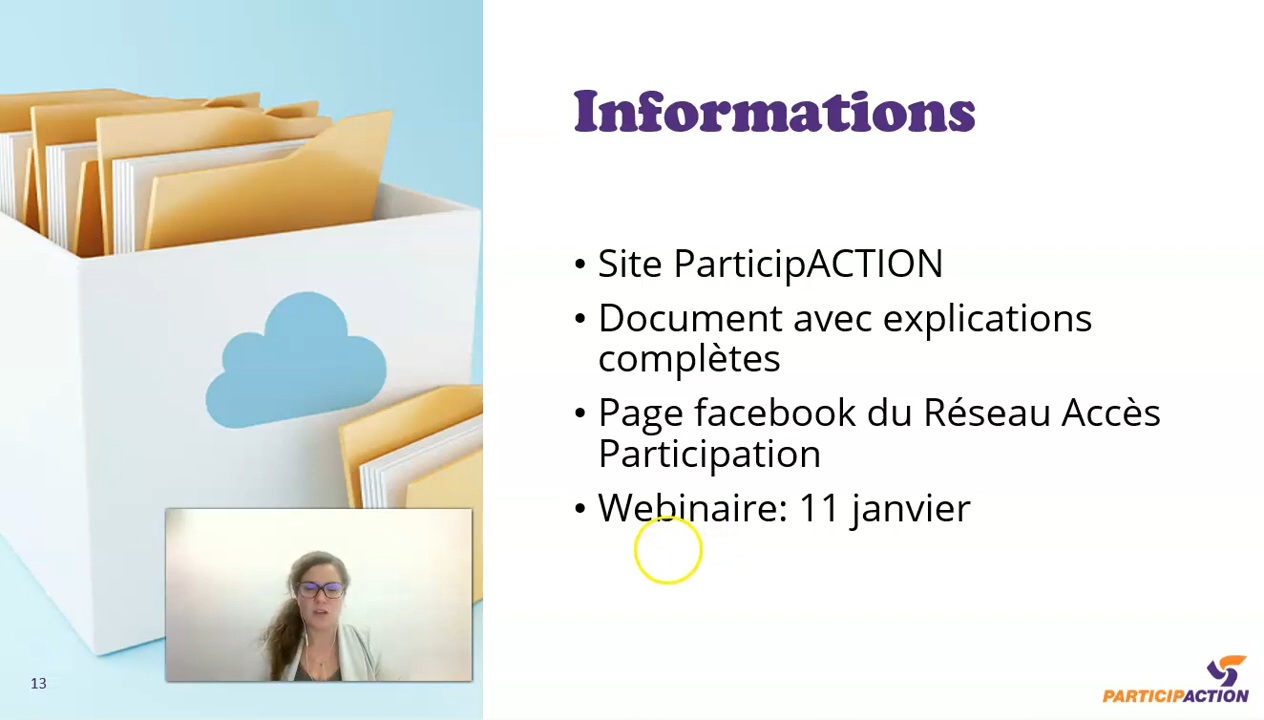 Informations
• Site ParticipACTION
• Document avec explications
complètes
• Page facebook du Réseau Accès
Participation
• Webinaire: 11 janvier
13
PARTICIPACTION